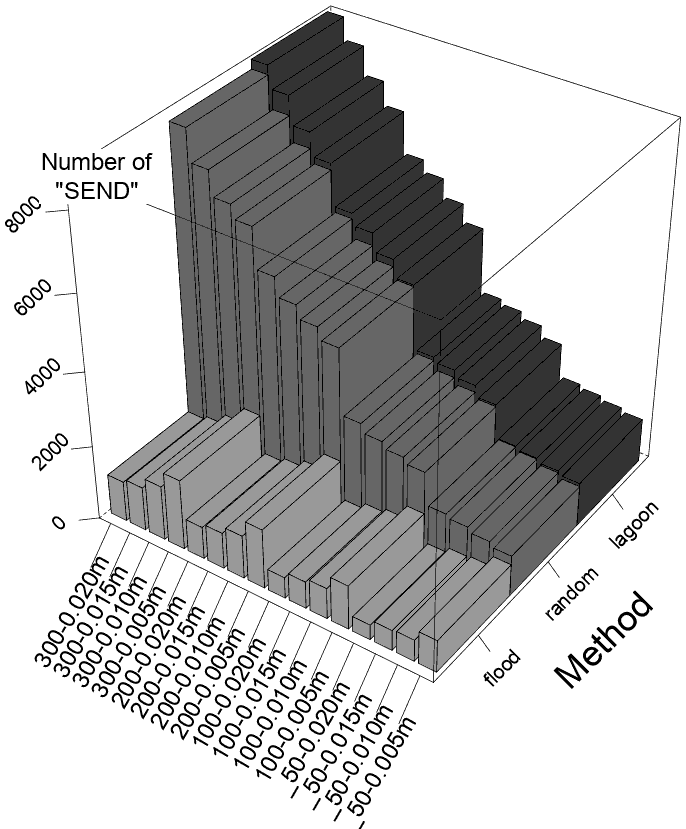 Number of
"SEND"
8000
6000
4000
2000
0
300-0.020m
300-0.015m
300-0.010m
300-0.005m
200-0.020m
200-0.015m
200-0.010m
200-0.005m
100-0.020m
100-0.015m
100-0.010m
100-0.005m
– 50-0.020m
– 50-0.015m
– 50-0.010m
– 50-0.005m
flood
random
lagoon
Method